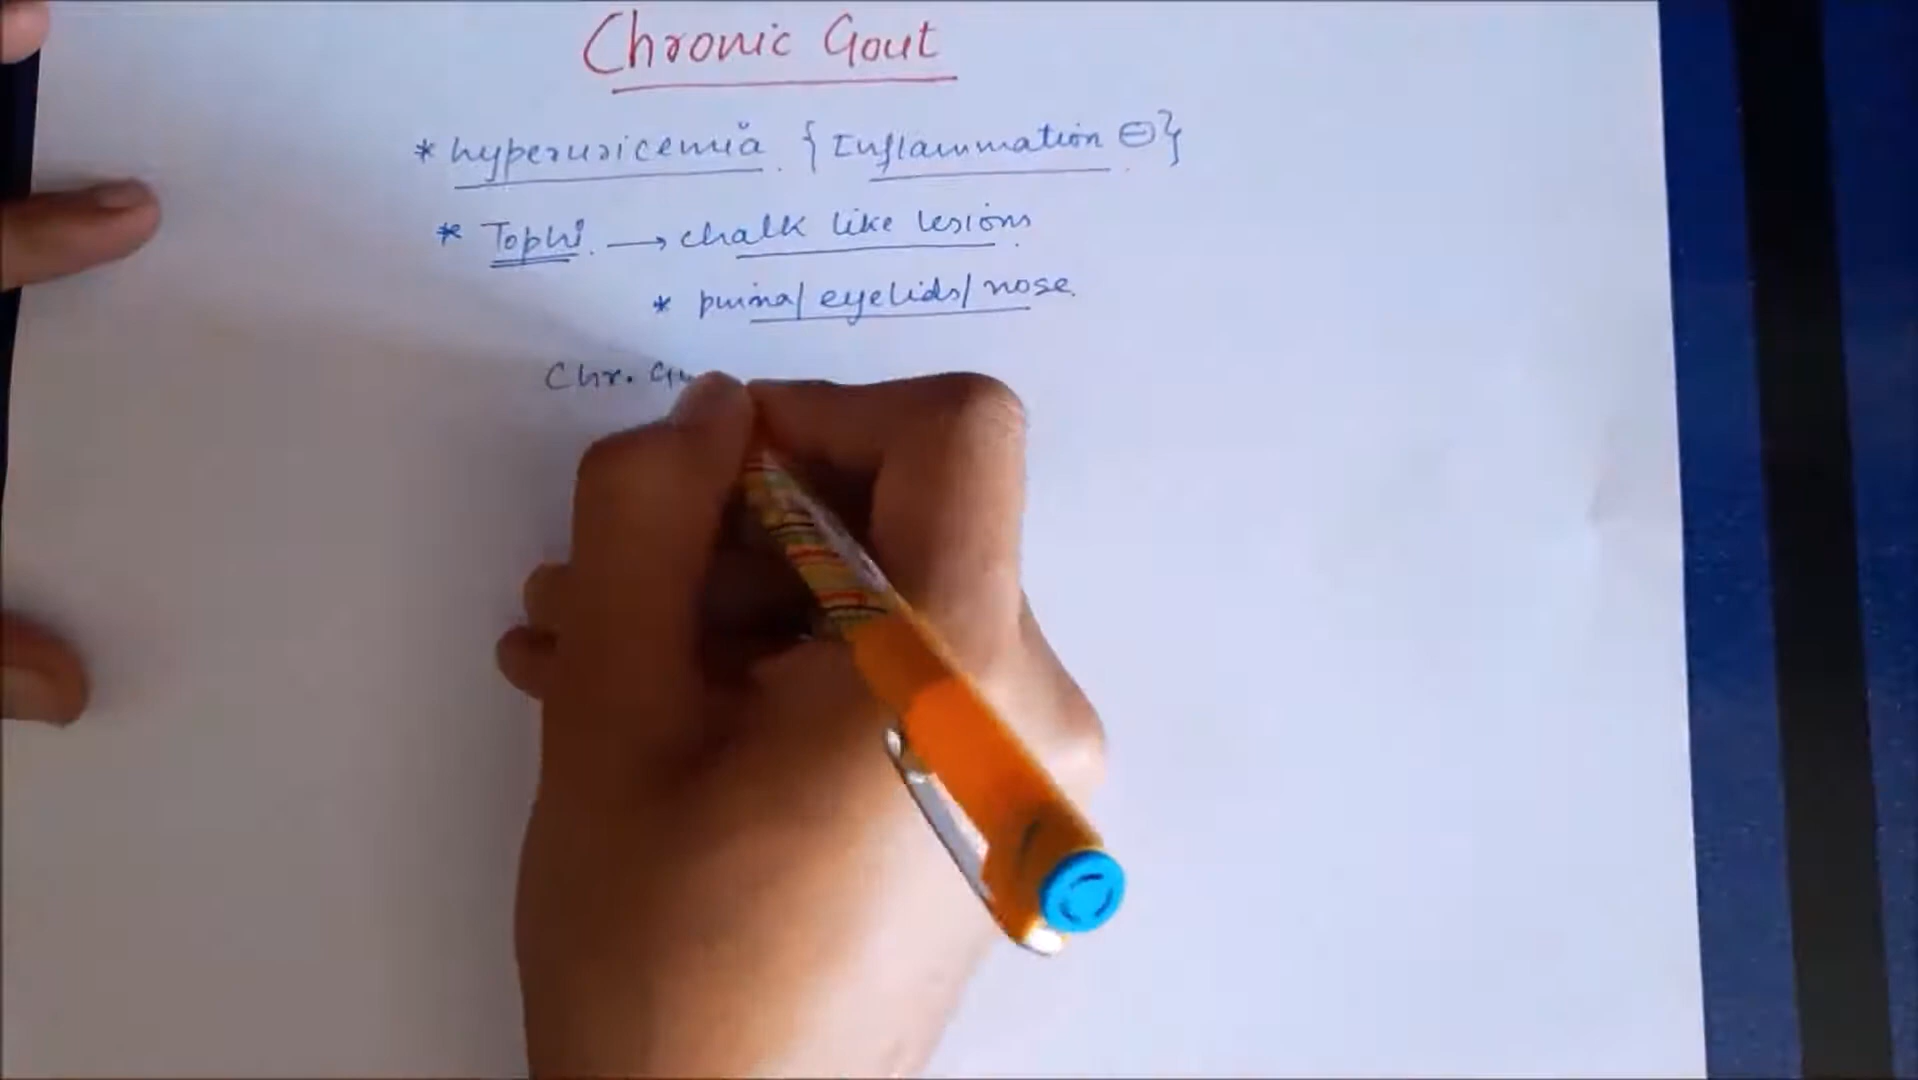 Chronic Gout
* hyperuricemia {Inflammation ⊖}
* Tophi. → chalk like lesions.
* pinna/ eyelids/ nose.
Chr.